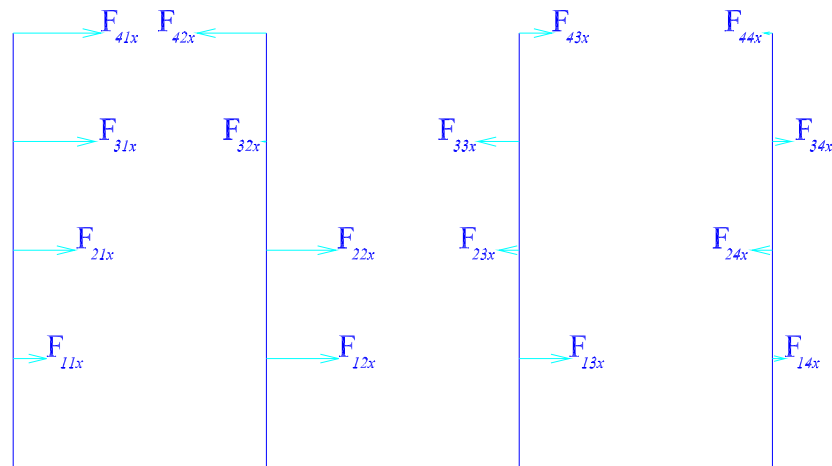 F41x F42x F43x F44x
F31x F32x F33x F34x
F21x F22x F23x F24x
F11x F12x F13x F14x